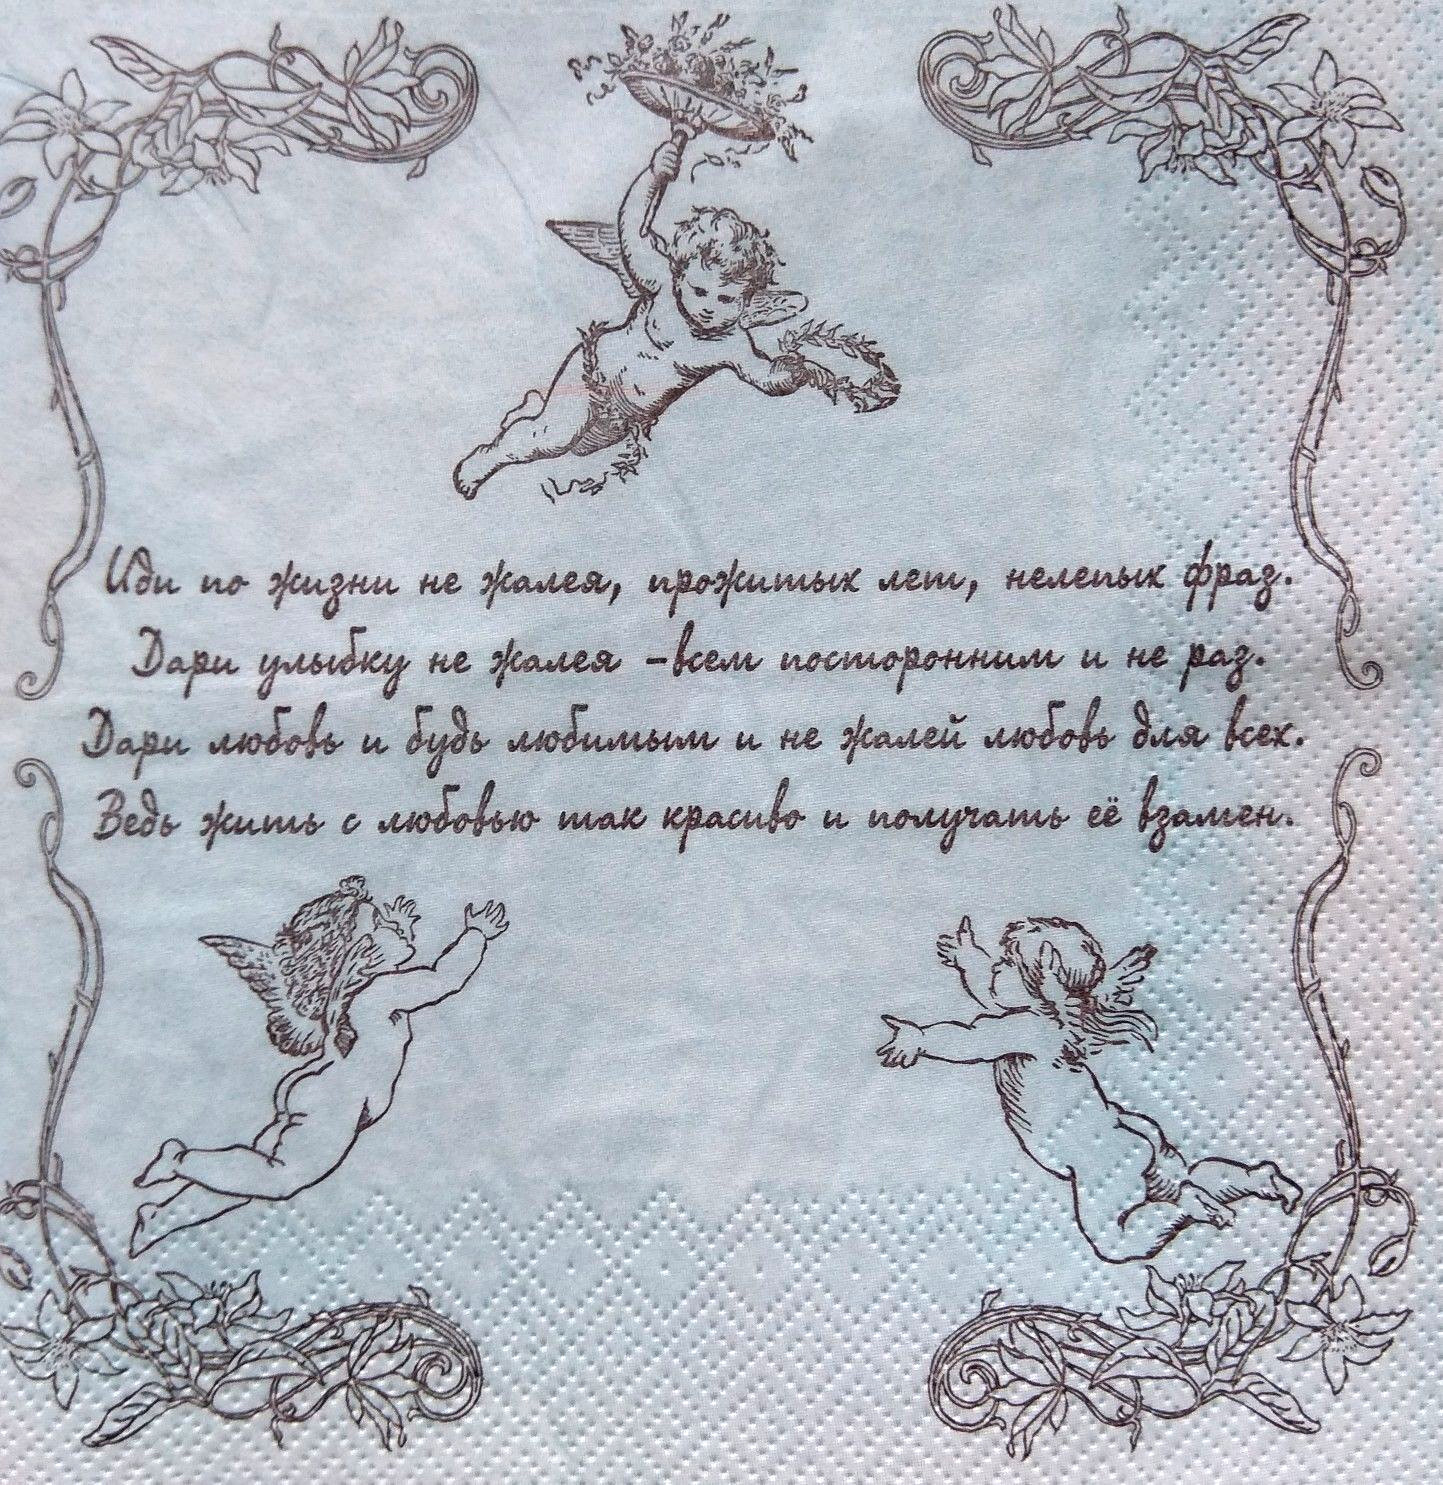 Иди по жизни не жалея, прожитых лет, нелепых фраз.
Дари улыбку не жалея -всем посторонним и не раз.
Дари любовь и будь любимым и не жалей любовь для всех.
Ведь жить с любовью так красиво и получать её взамен.